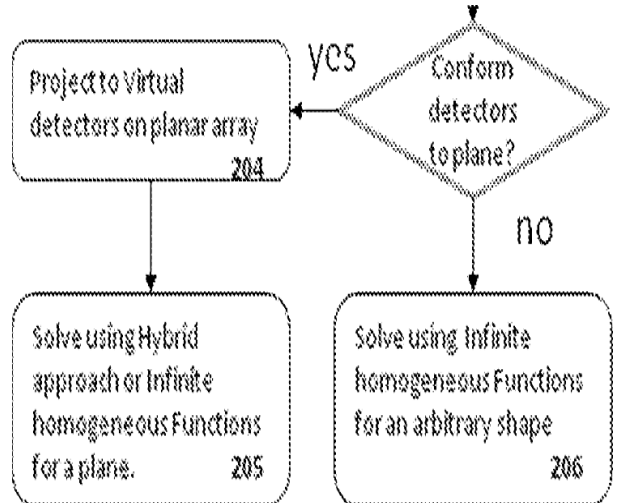 Project to Virtual
detectors on planar array
204
yes
Conform
detectors
to plane?
no
Solve using Hybrid
approach or Infinite
homogeneous Functions
for a plane. 205
Solve using Infinite
homogeneous Functions
for an arbitrary shape
206